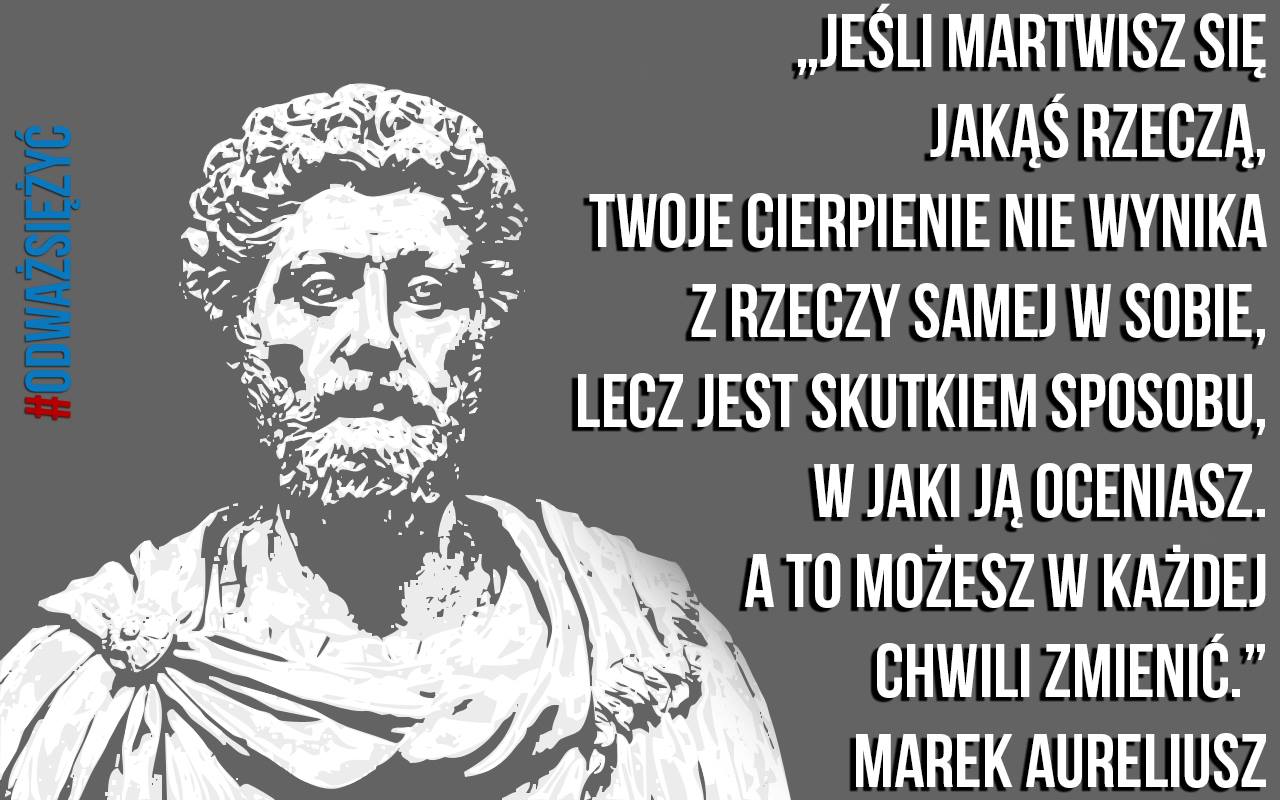 #ODWAŻSIĘŻYĆ
„JEŚLI MARTWISZ SIĘ
JAKĄŚ RZECZĄ,
TWOJE CIERPIENIE NIE WYNIKA
Z RZECZY SAMEJ W SOBIE,
LECZ JEST SKUTKIEM SPOSOBU,
W JAKI JĄ OCENIASZ.
A TO MOŻESZ W KAŻDEJ
CHWILI ZMIENIĆ.”
MAREK AURELIUSZ